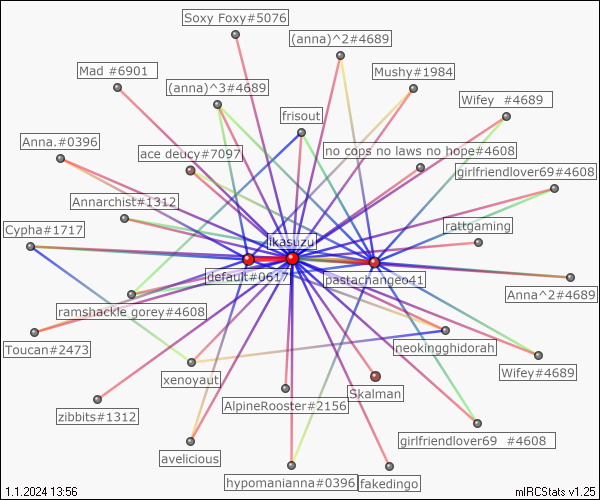 Soxy Foxy#5076
(anna)^2#4689
Mad #6901
Mushy#1984
(anna)^3#4689
Wifey #4689
frisout
Anna.#0396
ace deucy#7097
no cops no laws no hope#4608
girlfriendlover69#4608
Annarchist#1312
Cypha#1717
rattgaming
ikasuzu
default#0617
pastachangeo41
Anna^2#4689
ramshackle gorey#4608
Toucan#2473
neokingghidorah
xenoyaut
Wifey#4689
Skalman
zibbits#1312
AlpineRooster#2156
girlfriendlover69 #4608
avelicious
hypomanianna#0396
fakedingo
1.1.2024 13:56
mIRCStats v1.25